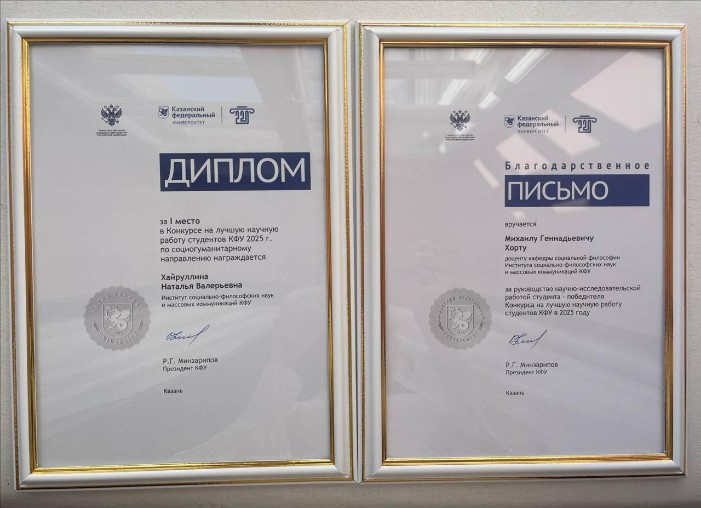 Казанский
федеральный
УНИВЕРСИТЕТ
220
ДИПЛОМ
за I место
в Конкурсе на лучшую научную
работу студентов КФУ 2025 г.
по социогуманитарному
направлению награждается
Хайруллина
Наталья Валерьевна
Институт социально-философских наук
и массовых коммуникаций КФУ
Р.Г. Минзарипов
Президент КФУ
Казань
Казанский
федеральный
УНИВЕРСИТЕТ
220
Благодарственное
ПИСЬМО
вручается
Михаилу Геннадьевичу
Хорту
доценту кафедры социальной философии
Института социально-философских наук
и массовых коммуникаций КФУ
за руководство научно-исследовательской
работой студента - победителя
Конкурса на лучшую научную работу
студентов КФУ в 2025 году
Р.Г. Минзарипов
Президент КФУ
Казань